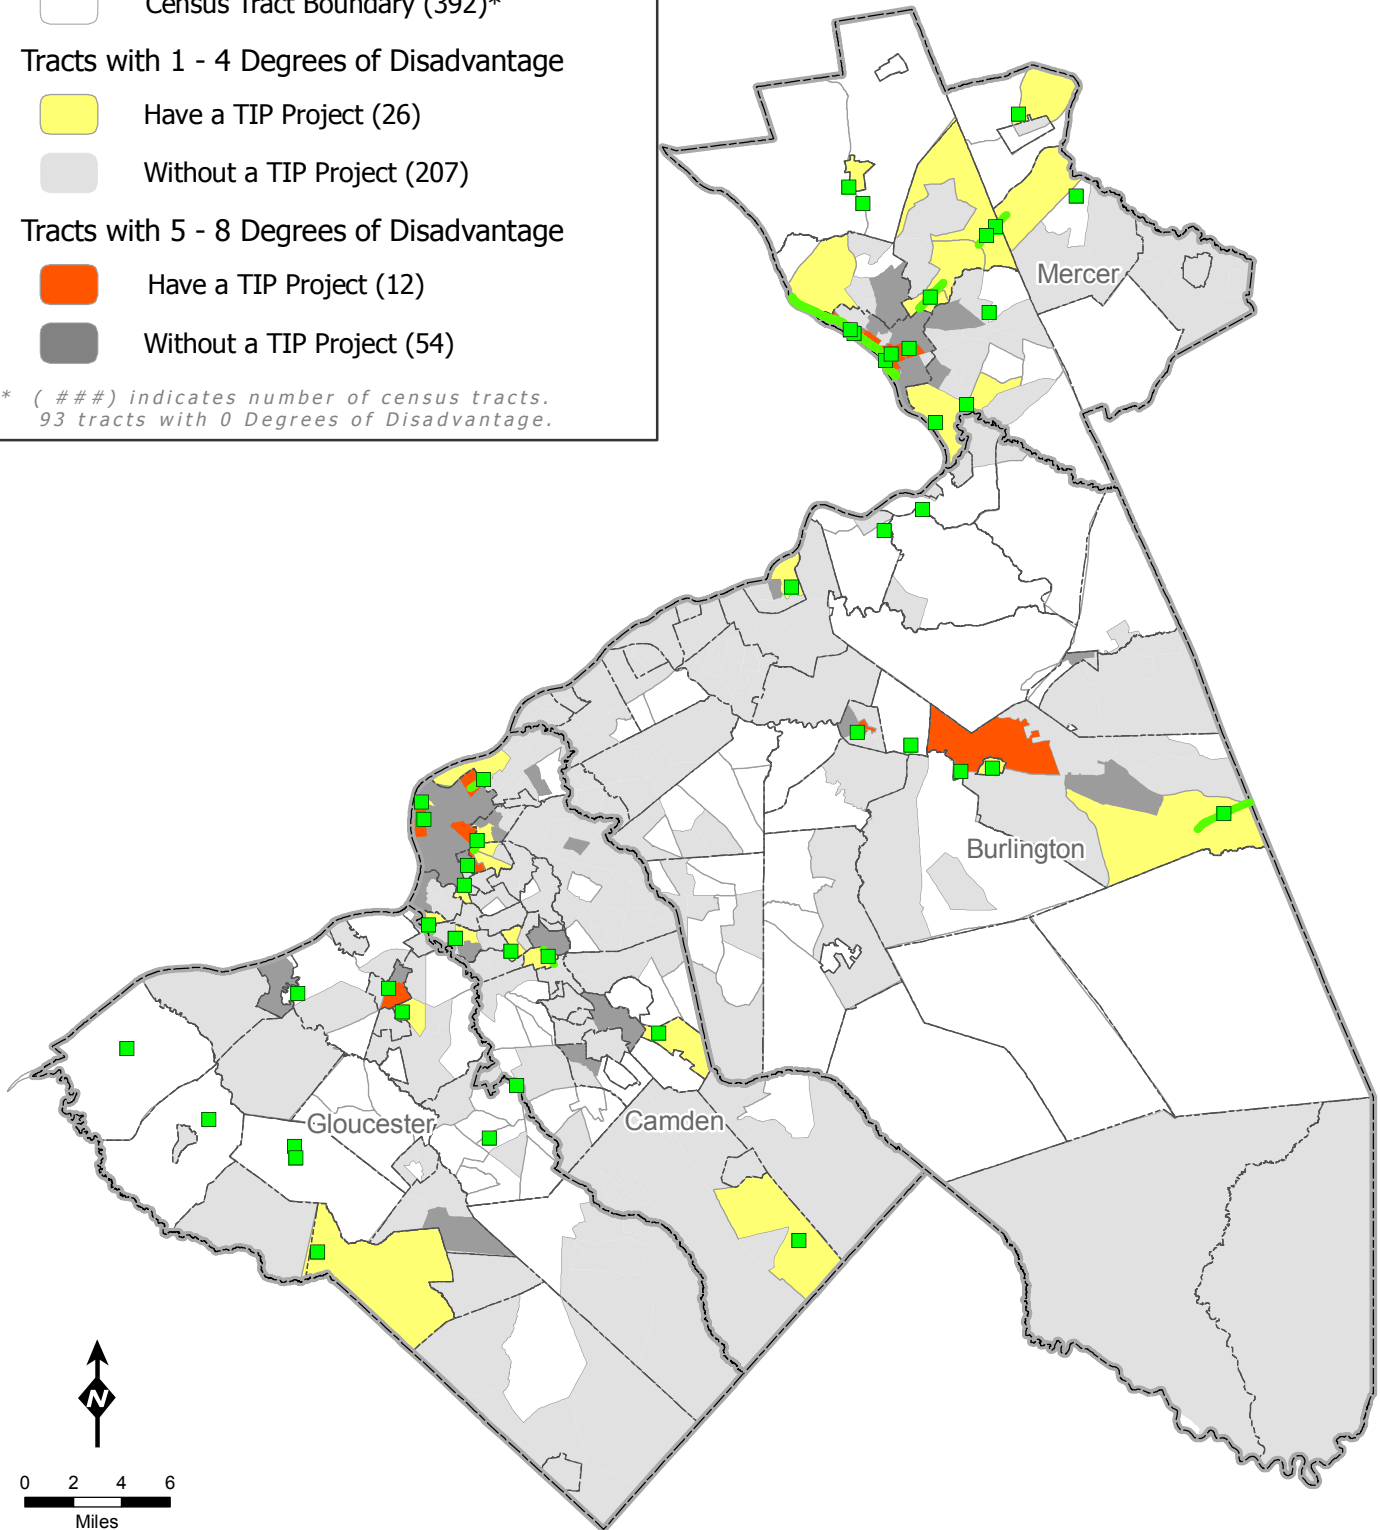 Census Tract Boundary (392)*
Tracts with 1 - 4 Degrees of Disadvantage
Have a TIP Project (26)
Without a TIP Project (207)
Tracts with 5 - 8 Degrees of Disadvantage
Have a TIP Project (12)
Without a TIP Project (54)
* ( ###) indicates number of census tracts.
93 tracts with 0 Degrees of Disadvantage.
Mercer
Burlington
Gloucester
Camden
N
0 2 4 6
Miles